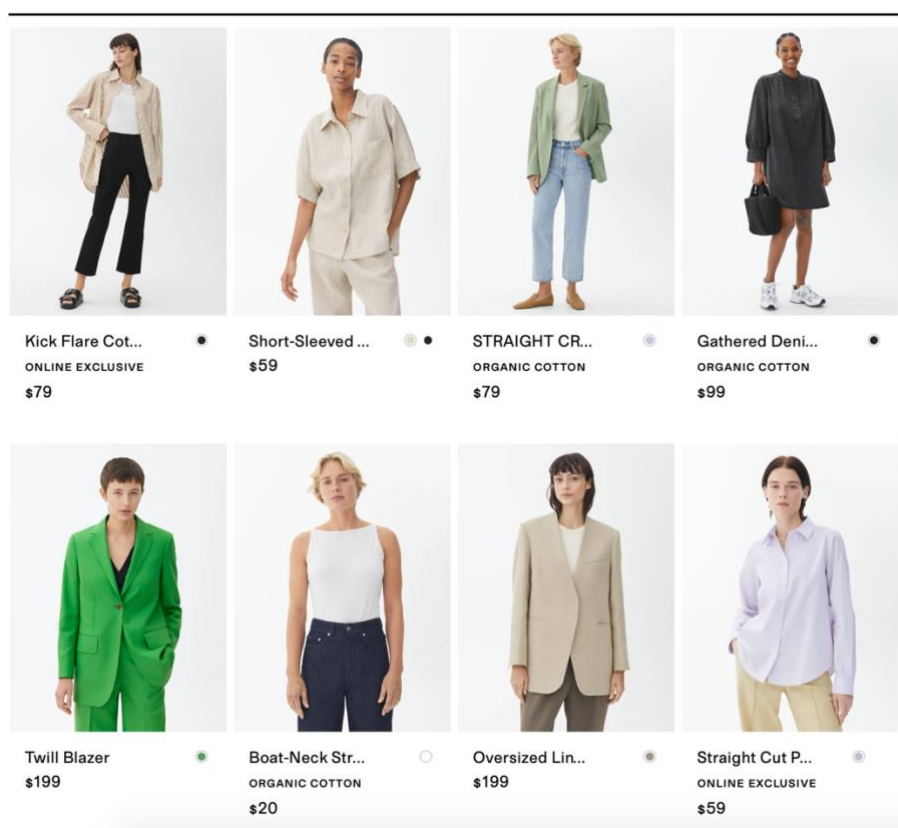 Kick Flare Cot...
ONLINE EXCLUSIVE
$79
Short-Sleeved ...
$59
STRAIGHT CR...
ORGANIC COTTON
$79
Gathered Deni...
ORGANIC COTTON
$99
Twill Blazer
$199
Boat-Neck Str...
ORGANIC COTTON
$20
Oversized Lin...
$199
Straight Cut P...
ONLINE EXCLUSIVE
$59